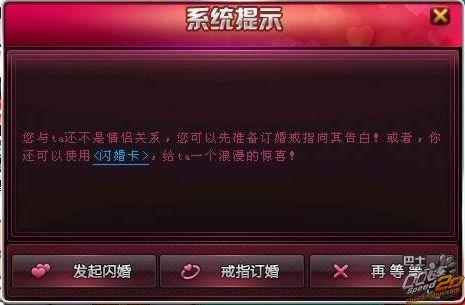 系统提示
您与ta还不是情侣关系，您可以先准备订婚戒指向其告白！或者，你
还可以使用<闪婚卡>，给ta一个浪漫的惊喜！
发起闪婚
戒指订婚
再等等
Speed